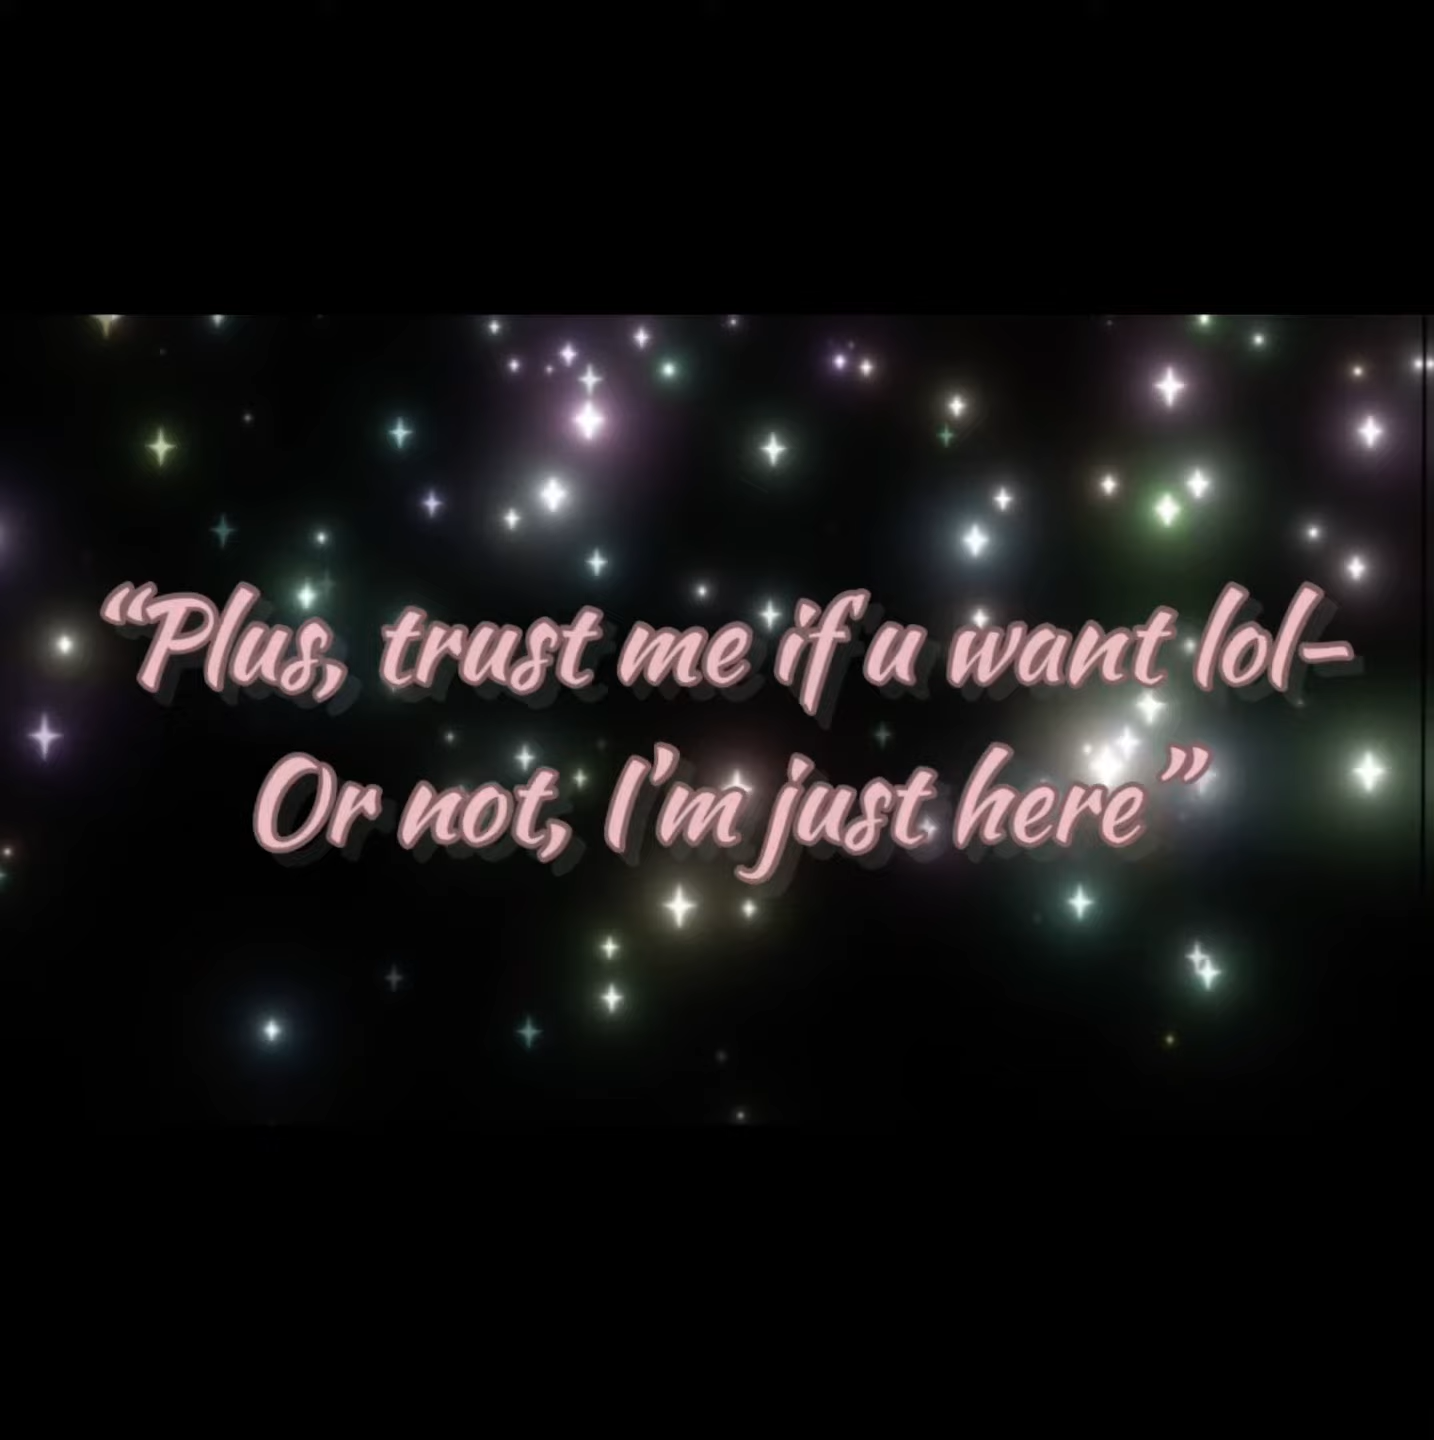 “Plus, trust me if u want lol-
Or not, I'm just here”